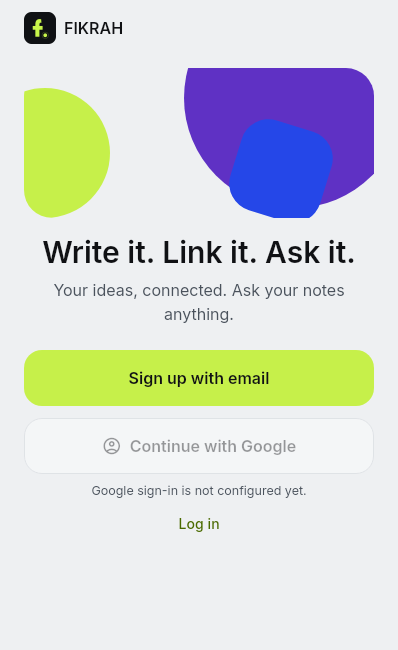 f.
FIKRAH
Write it. Link it. Ask it.
Your ideas, connected. Ask your notes
anything.
Sign up with email
Continue with Google
Google sign-in is not configured yet.
Log in